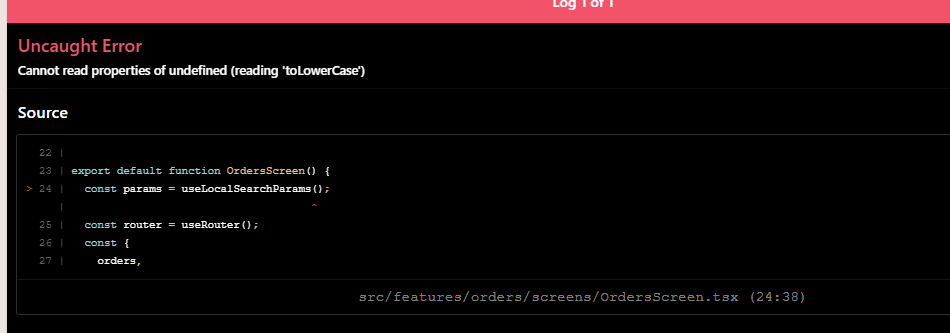 Log 1 of 1
Uncaught Error
Cannot read properties of undefined (reading 'toLowerCase')
Source
22 |
23 | export default function OrdersScreen() {
> 24 |   const params = useLocalSearchParams();
|                                      ^
25 |   const router = useRouter();
26 |   const {
27 |     orders,
src/features/orders/screens/OrdersScreen.tsx (24:38)